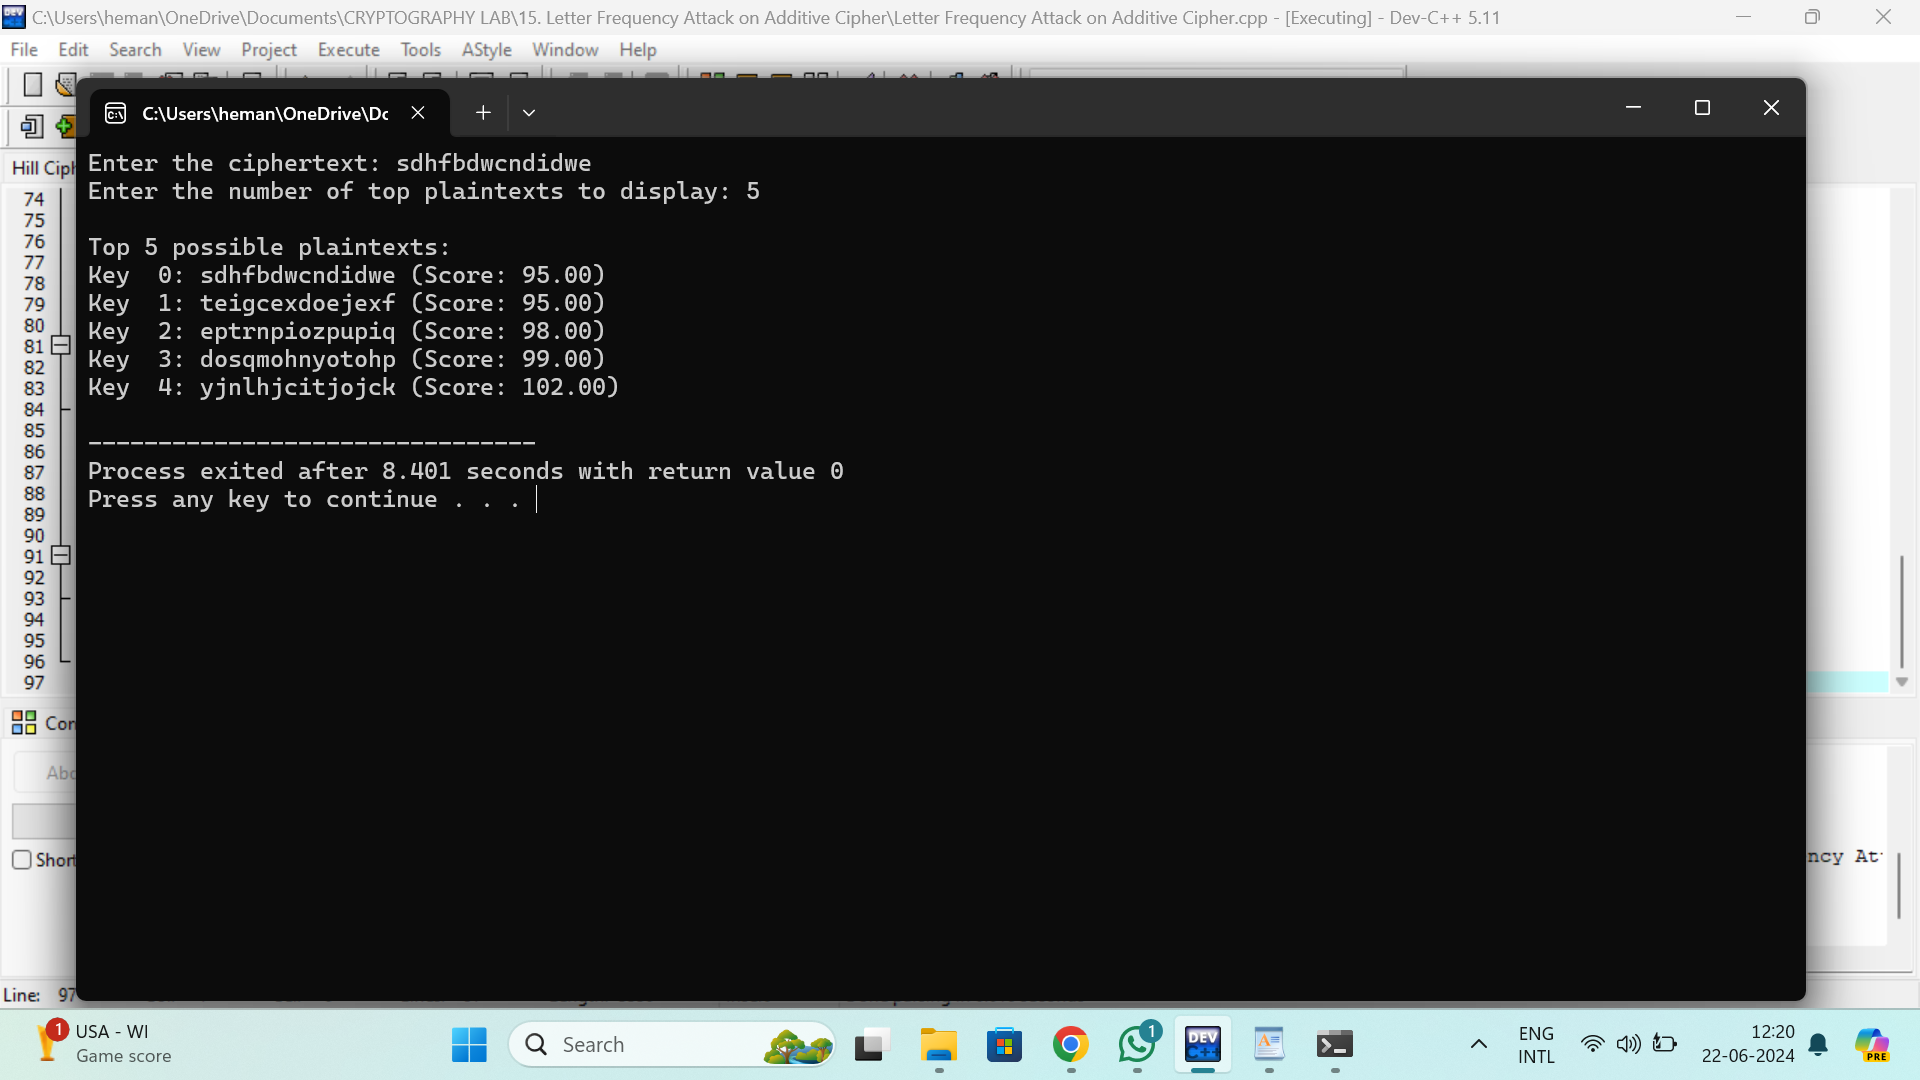 C:\Users\heman\OneDrive\Documents\CRYPTOGRAPHY LAB\15. Letter Frequency Attack on Additive Cipher\Letter Frequency Attack on Additive Cipher.cpp - [Executing] - Dev-C++ 5.11
File Edit Search View Project Execute Tools AStyle Window Help
C:\Users\heman\OneDrive\Dc
Hill Ciph
Enter the ciphertext: sdhfbdwcndidwe
Enter the number of top plaintexts to display: 5
Top 5 possible plaintexts:
Key 0: sdhfbdwcndidwe (Score: 95.00)
Key 1: teigcexdoejexf (Score: 95.00)
Key 2: eptrnpiozpupiq (Score: 98.00)
Key 3: dosqmohnyotohp (Score: 99.00)
Key 4: yjnlhjcitjojck (Score: 102.00)
--------------------------------
Process exited after 8.401 seconds with return value 0
Press any key to continue . . .
74
75
76
77
78
79
80
81
82
83
84
85
86
87
88
89
90
91
92
93
94
95
96
97
Com
Abo
Short
ncy At
Line: 97
1
USA - WI
Game score
Search
1
DEV C++
ENG
INTL
12:20
22-06-2024
PRE